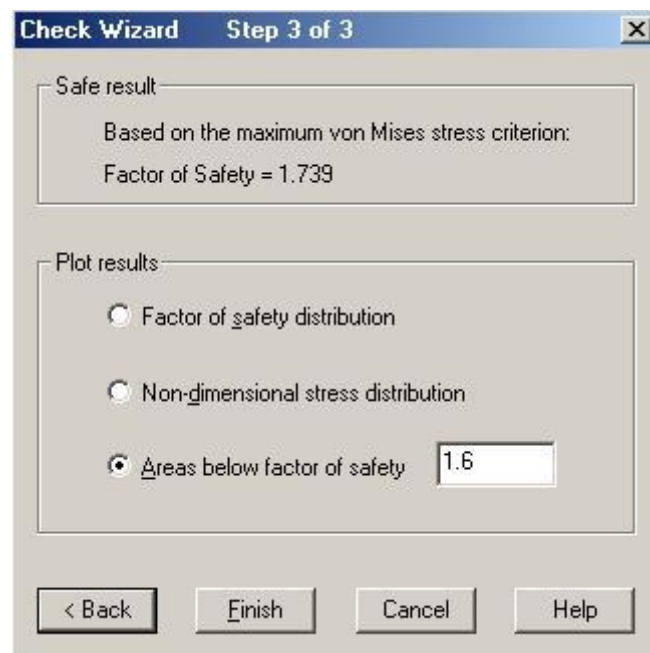 Check Wizard Step 3 of 3
Safe result
Based on the maximum von Mises stress criterion:
Factor of Safety = 1.739
Plot results
Factor of safety distribution
Non-dimensional stress distribution
Areas below factor of safety 1.6
< Back Finish Cancel Help